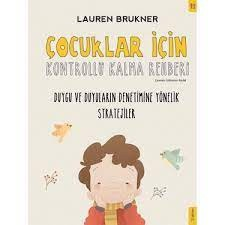 LAUREN BRUKNER
ÇOCUKLAR İÇİN
KONTROLLÜ KALMA REHBERİ
DUYGU VE DUYULARIN DENETİMİNE YÖNELİK
STRATEJİLER